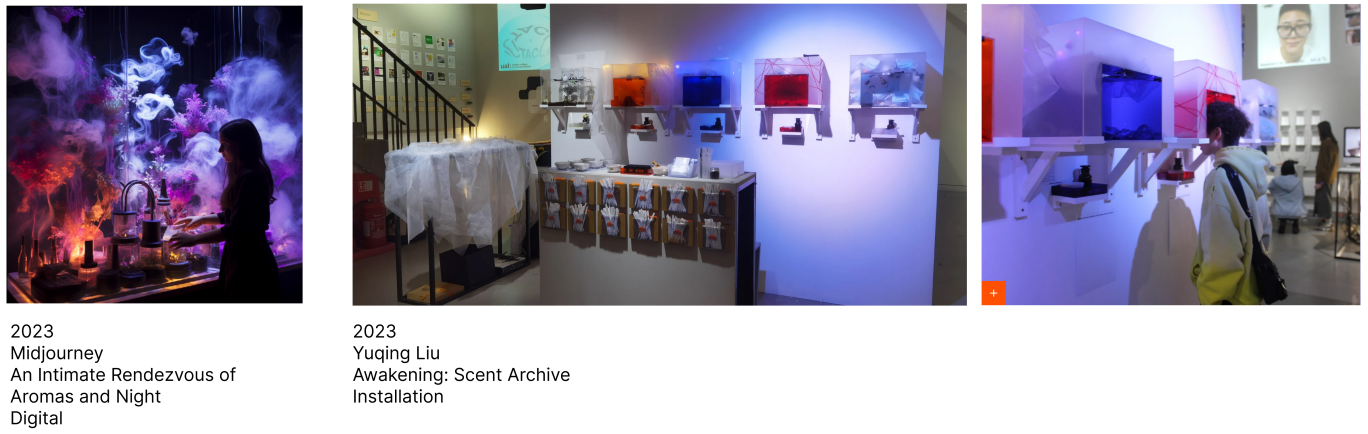 2023
Midjourney
An Intimate Rendezvous of
Aromas and Night
Digital
2023
Yuqing Liu
Awakening: Scent Archive
Installation
+